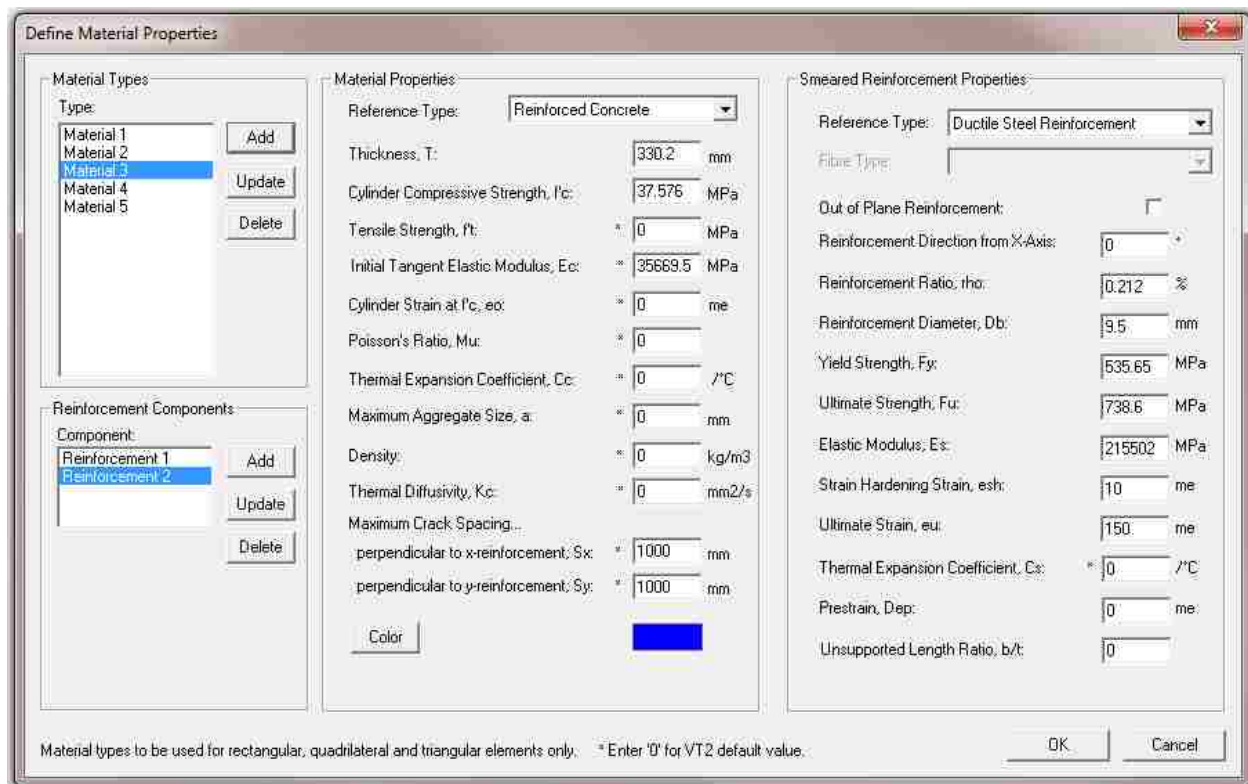 Define Material Properties
Material Types
Type:
Material 1
Material 2
Material 3
Material 4
Material 5
Add
Update
Delete
Reinforcement Components
Component:
Reinforcement 1
Reinforcement 2
Add
Update
Delete
Material Properties
Reference Type: Reinforced Concrete
Thickness, T: 330.2 mm
Cylinder Compressive Strength, f'c: 37.576 MPa
Tensile Strength, f't: * 0 MPa
Initial Tangent Elastic Modulus, Ec: * 35669.5 MPa
Cylinder Strain at f'c, eo: * 0 me
Poisson's Ratio, Mu: * 0
Thermal Expansion Coefficient, Cc: * 0 /°C
Maximum Aggregate Size, a: * 0 mm
Density: * 0 kg/m3
Thermal Diffusivity, Kc: * 0 mm2/s
Maximum Crack Spacing...
perpendicular to x-reinforcement, Sx: * 1000 mm
perpendicular to y-reinforcement, Sy: * 1000 mm
Color
Smeared Reinforcement Properties
Reference Type: Ductile Steel Reinforcement
Fibre Type:
Out of Plane Reinforcement:
Reinforcement Direction from X-Axis: 0 °
Reinforcement Ratio, rho: 0.212 %
Reinforcement Diameter, Db: 9.5 mm
Yield Strength, Fy: 535.65 MPa
Ultimate Strength, Fu: 738.6 MPa
Elastic Modulus, Es: 215502 MPa
Strain Hardening Strain, esh: 10 me
Ultimate Strain, eu: 150 me
Thermal Expansion Coefficient, Cs: * 0 /°C
Prestrain, Dep: 0 me
Unsupported Length Ratio, b/t: 0
Material types to be used for rectangular, quadrilateral and triangular elements only. * Enter '0' for VT2 default value.
OK
Cancel